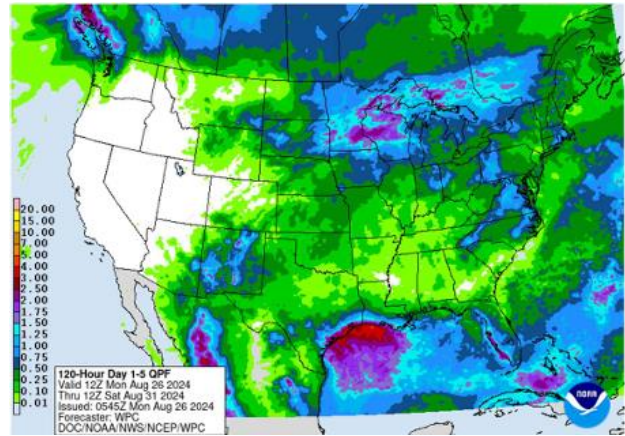 20.00
15.00
10.00
7.00
5.00
4.00
3.00
2.50
2.00
1.75
1.50
1.25
1.00
0.75
0.50
0.25
0.10
0.01
120-Hour Day 1-5 QPF
Valid 12Z Mon Aug 26 2024
Thru 12Z Sat Aug 31 2024
Issued: 0545Z Mon Aug 26 2024
Forecaster: WPC
DOC/NOAA/NWS/NCEP/WPC
NOAA